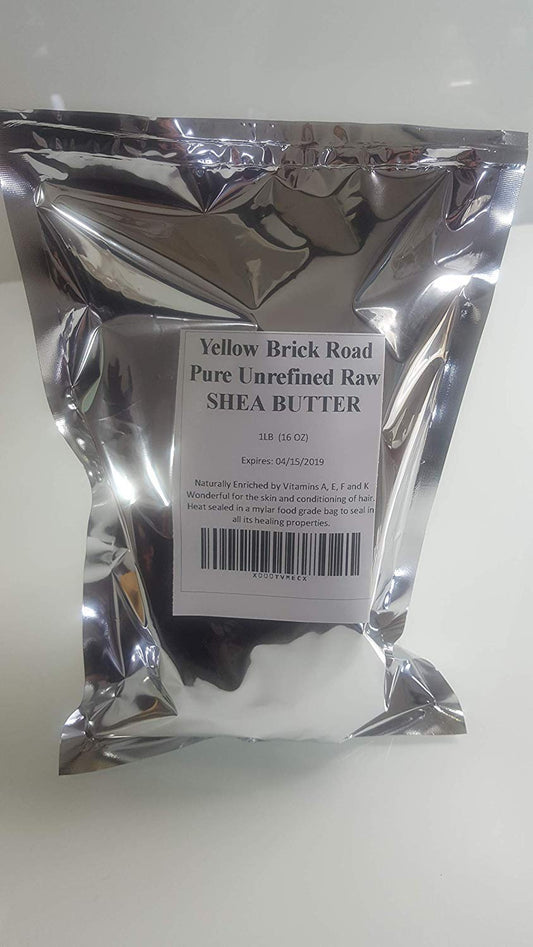 Yellow Brick Road
Pure Unrefined Raw
SHEA BUTTER
1LB (16 OZ)
Expires: 04/15/2019
Naturally Enriched by Vitamins A, E, F and K
Wonderful for the skin and conditioning of hair.
Heat sealed in a mylar food grade bag to seal in
all its healing properties.
X000TVMECX